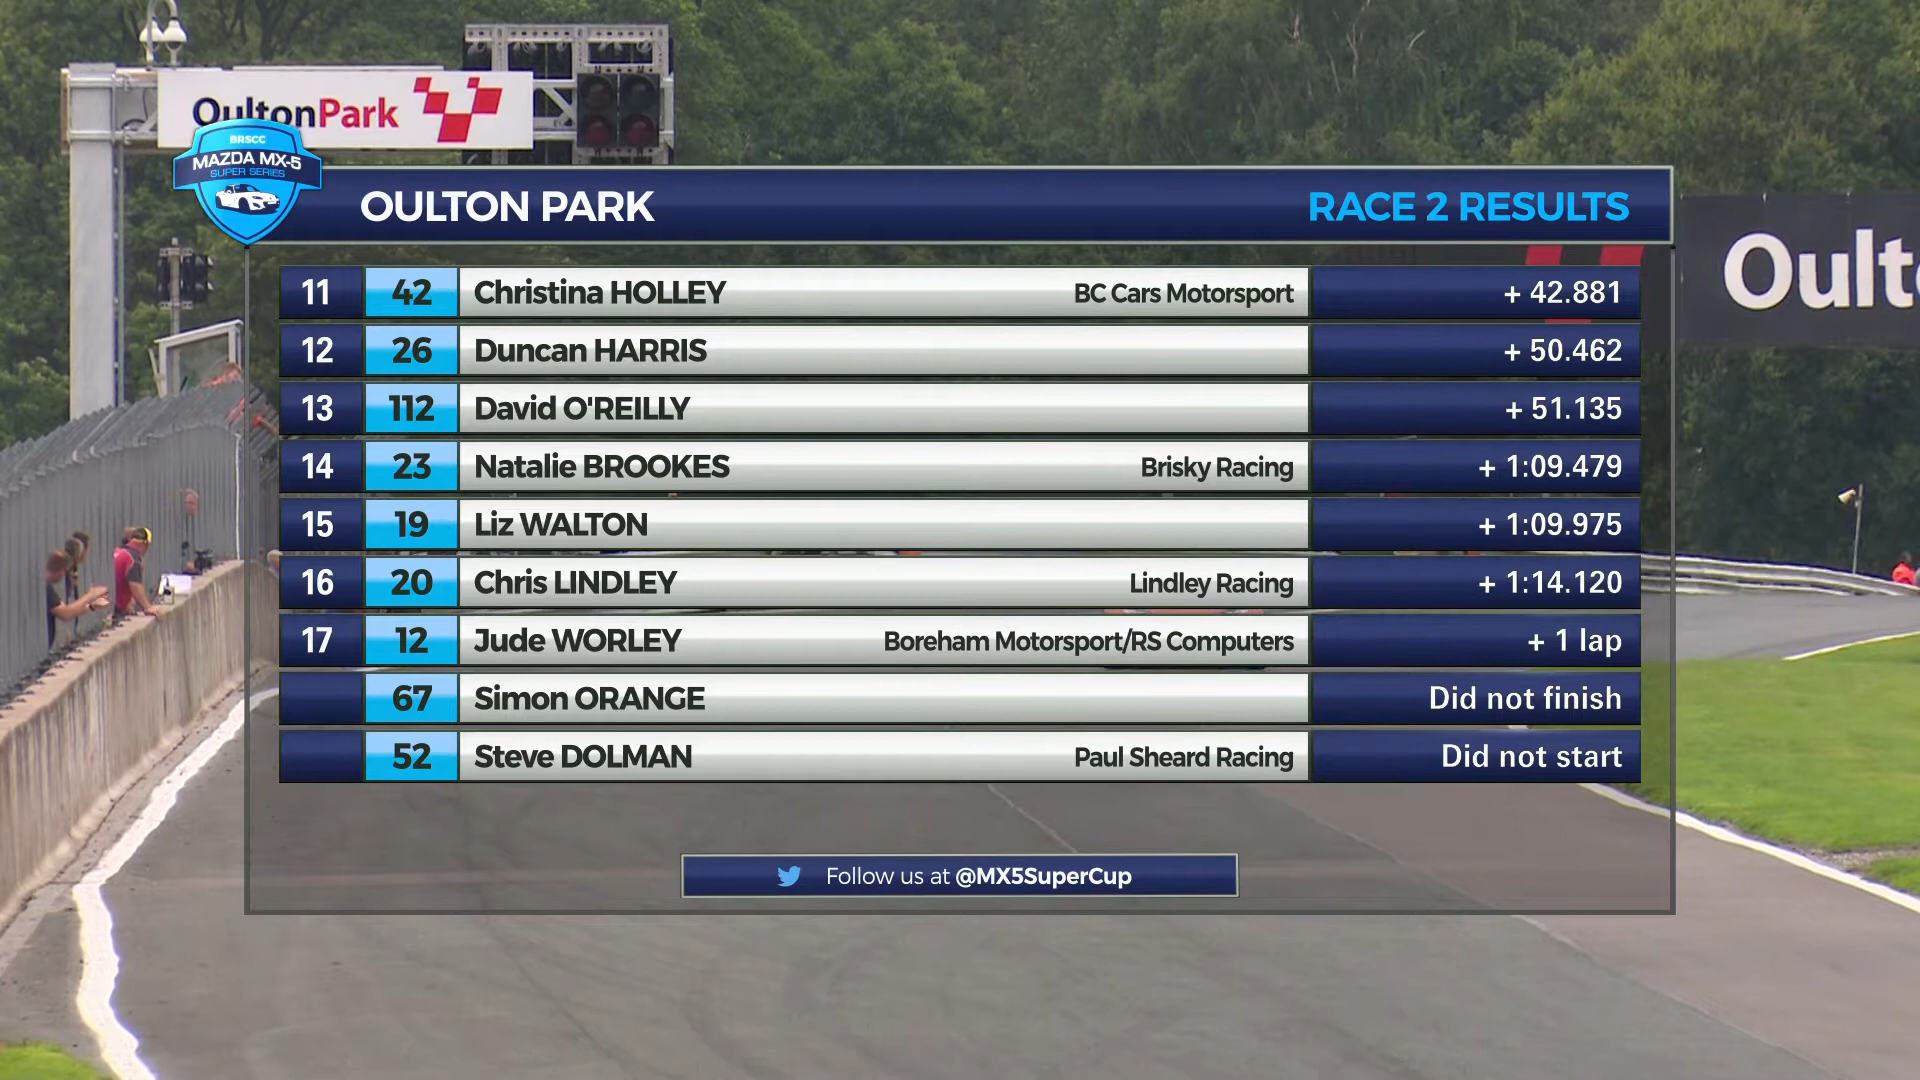 OultonPark
BRSCC
MAZDA MX-5
SUPER SERIES
OULTON PARK
RACE 2 RESULTS
Oult
11 42 Christina HOLLEY BC Cars Motorsport + 42.881
12 26 Duncan HARRIS + 50.462
13 112 David O'REILLY + 51.135
14 23 Natalie BROOKES Brisky Racing + 1:09.479
15 19 Liz WALTON + 1:09.975
16 20 Chris LINDLEY Lindley Racing + 1:14.120
17 12 Jude WORLEY Boreham Motorsport/RS Computers + 1 lap
67 Simon ORANGE Did not finish
52 Steve DOLMAN Paul Sheard Racing Did not start
Follow us at @MX5SuperCup